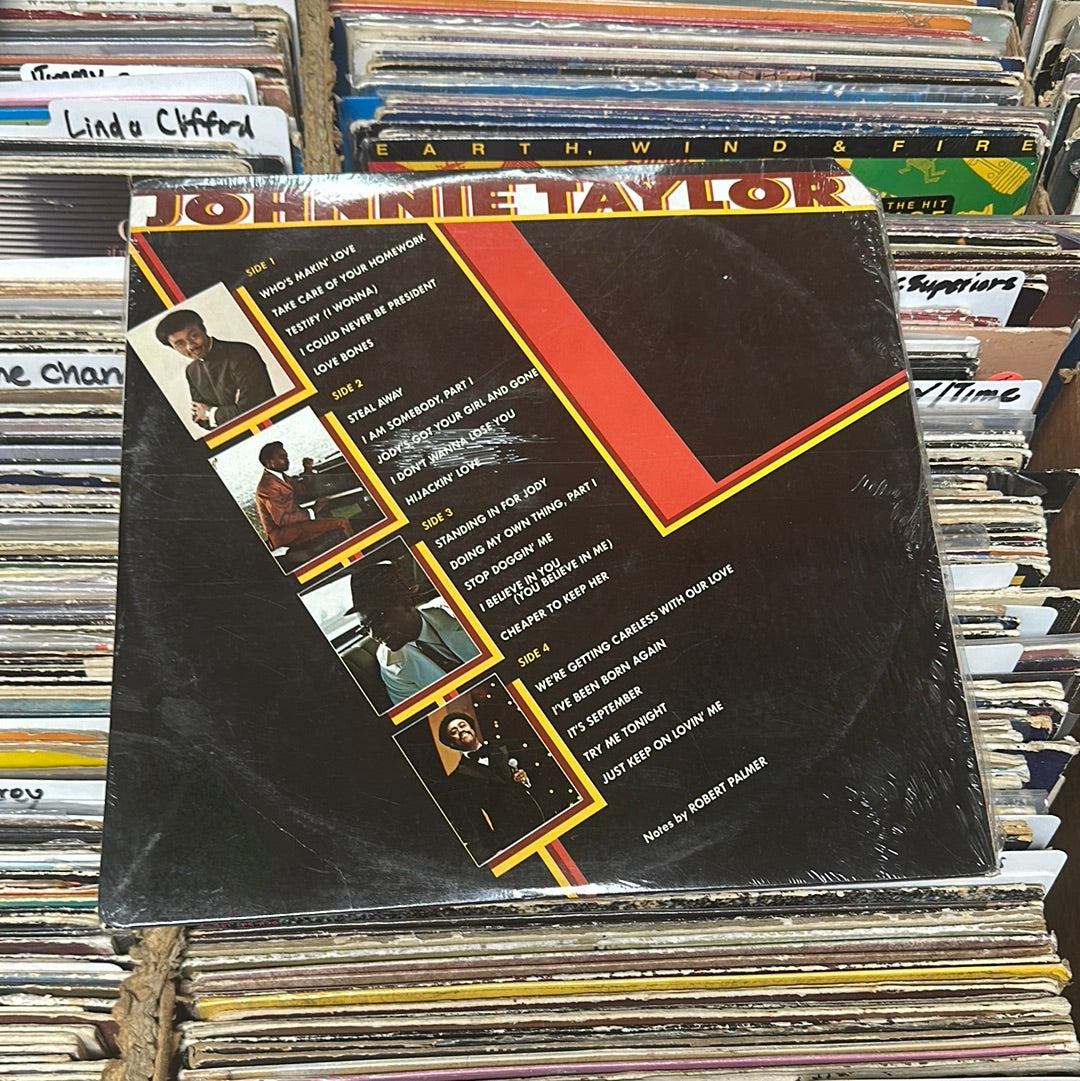 Linda Clifford
EARTH, WIND & FIRE
THE HIT
JOHNNIE TAYLOR
SIDE 1
WHO'S MAKIN' LOVE
TAKE CARE OF YOUR HOMEWORK
TESTIFY (I WONNA)
I COULD NEVER BE PRESIDENT
LOVE BONES
SIDE 2
STEAL AWAY
I AM SOMEBODY, PART I
JODY'S GOT YOUR GIRL AND GONE
I DON'T WANNA LOSE YOU
HIJACKIN' LOVE
SIDE 3
STANDING IN FOR JODY
DOING MY OWN THING, PART I
STOP DOGGIN' ME
I BELIEVE IN YOU
(YOU BELIEVE IN ME)
CHEAPER TO KEEP HER
SIDE 4
WE'RE GETTING CARELESS WITH OUR LOVE
I'VE BEEN BORN AGAIN
IT'S SEPTEMBER
TRY ME TONIGHT
JUST KEEP ON LOVIN' ME
Notes by ROBERT PALMER
Superiors
/Time